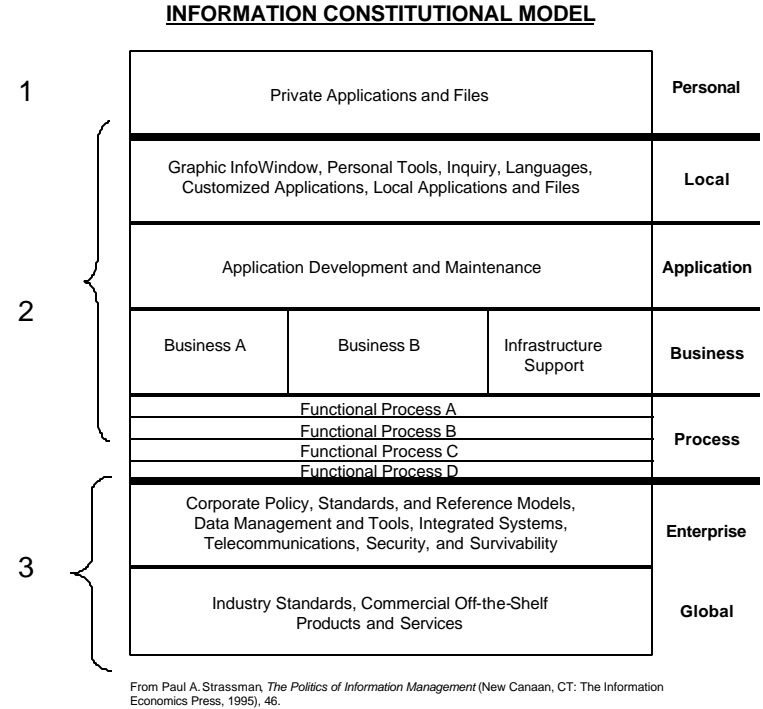 INFORMATION CONSTITUTIONAL MODEL
1
Private Applications and Files
Personal
Graphic InfoWindow, Personal Tools, Inquiry, Languages,
Customized Applications, Local Applications and Files
Local
Application Development and Maintenance
Application
2
Business A
Business B
Infrastructure
Support
Business
Functional Process A
Functional Process B
Functional Process C
Functional Process D
Process
Corporate Policy, Standards, and Reference Models,
Data Management and Tools, Integrated Systems,
Telecommunications, Security, and Survivability
Enterprise
3
Industry Standards, Commercial Off-the-Shelf
Products and Services
Global
From Paul A. Strassman, The Politics of Information Management (New Canaan, CT: The Information
Economics Press, 1995), 46.